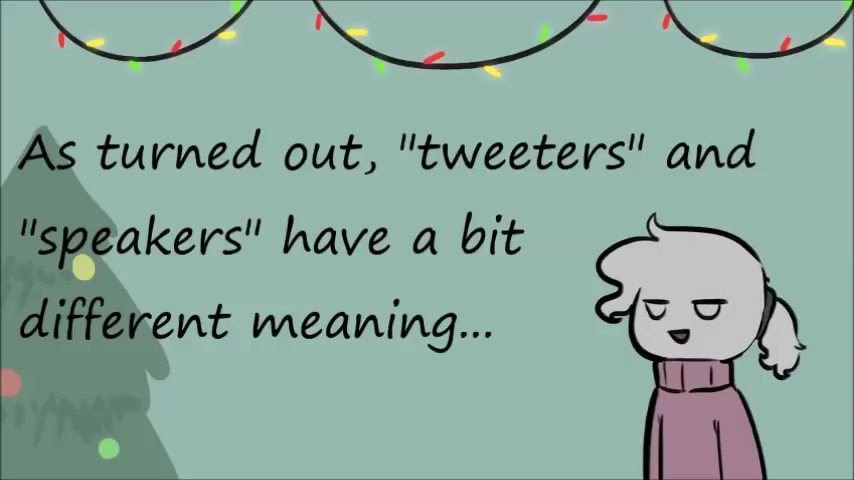 As turned out, "tweeters" and
"speakers" have a bit
different meaning...